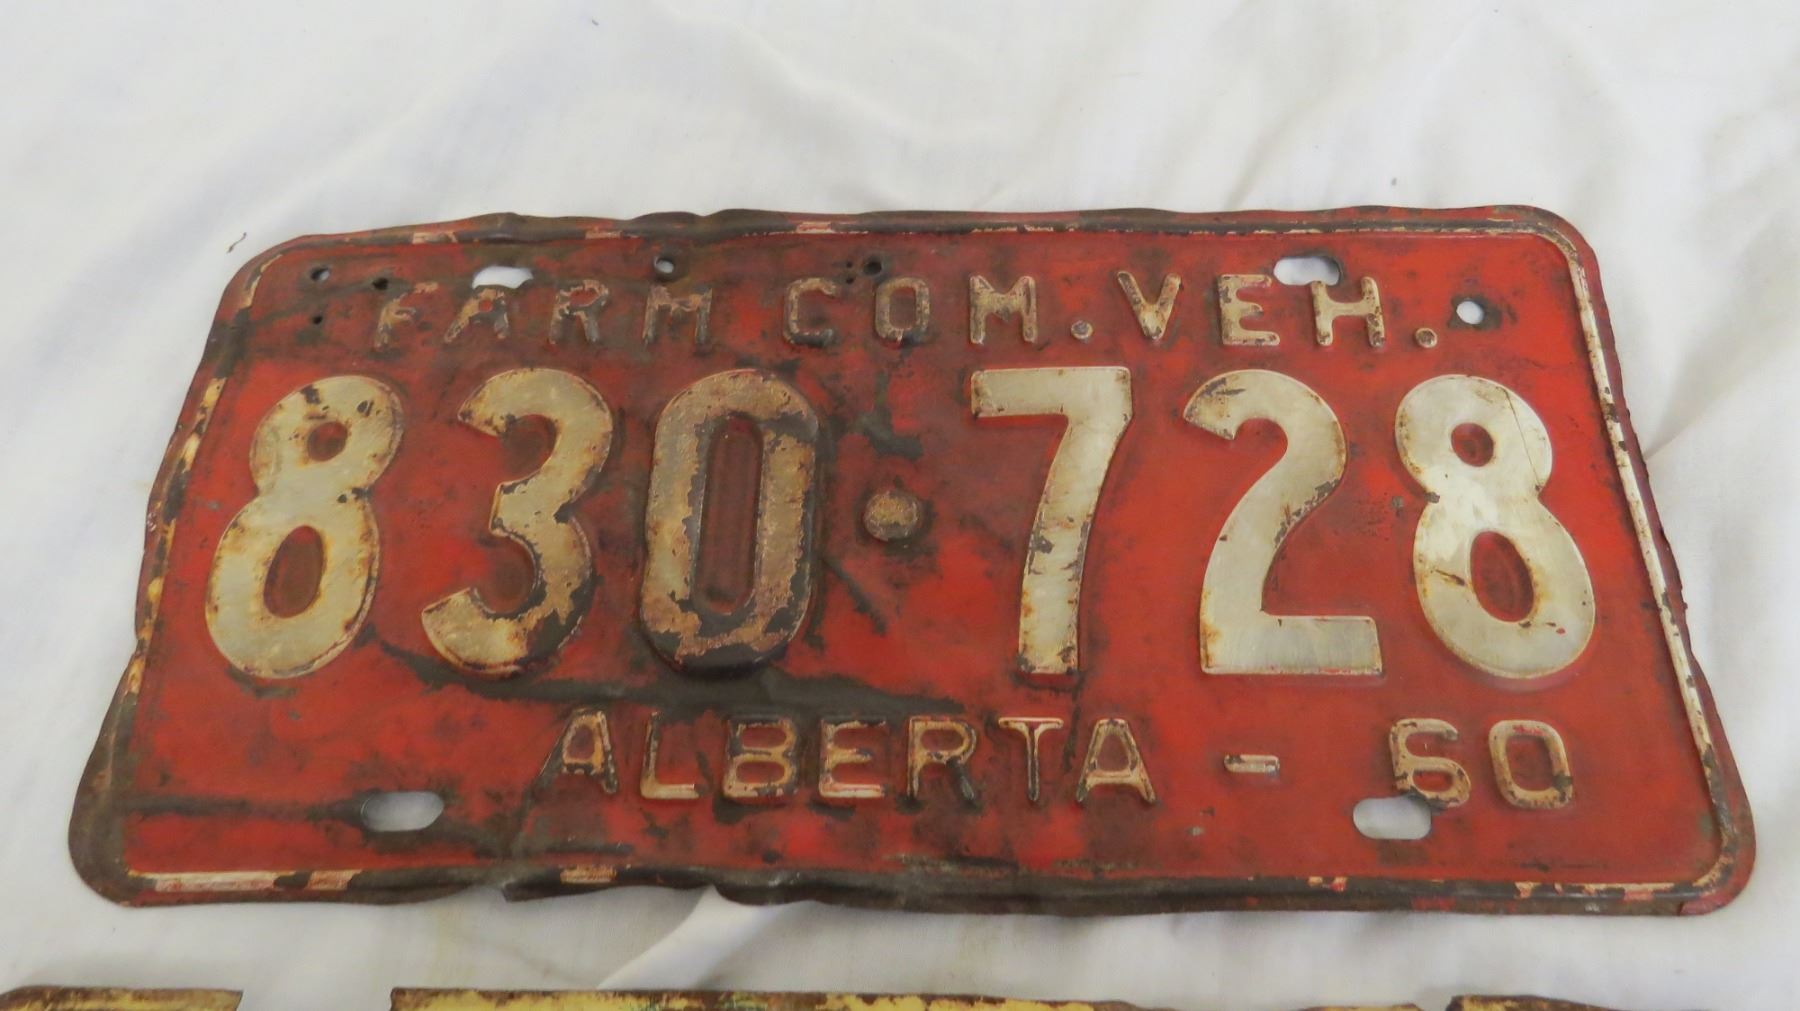 FARM COM. VEH.
830·728
ALBERTA - 60